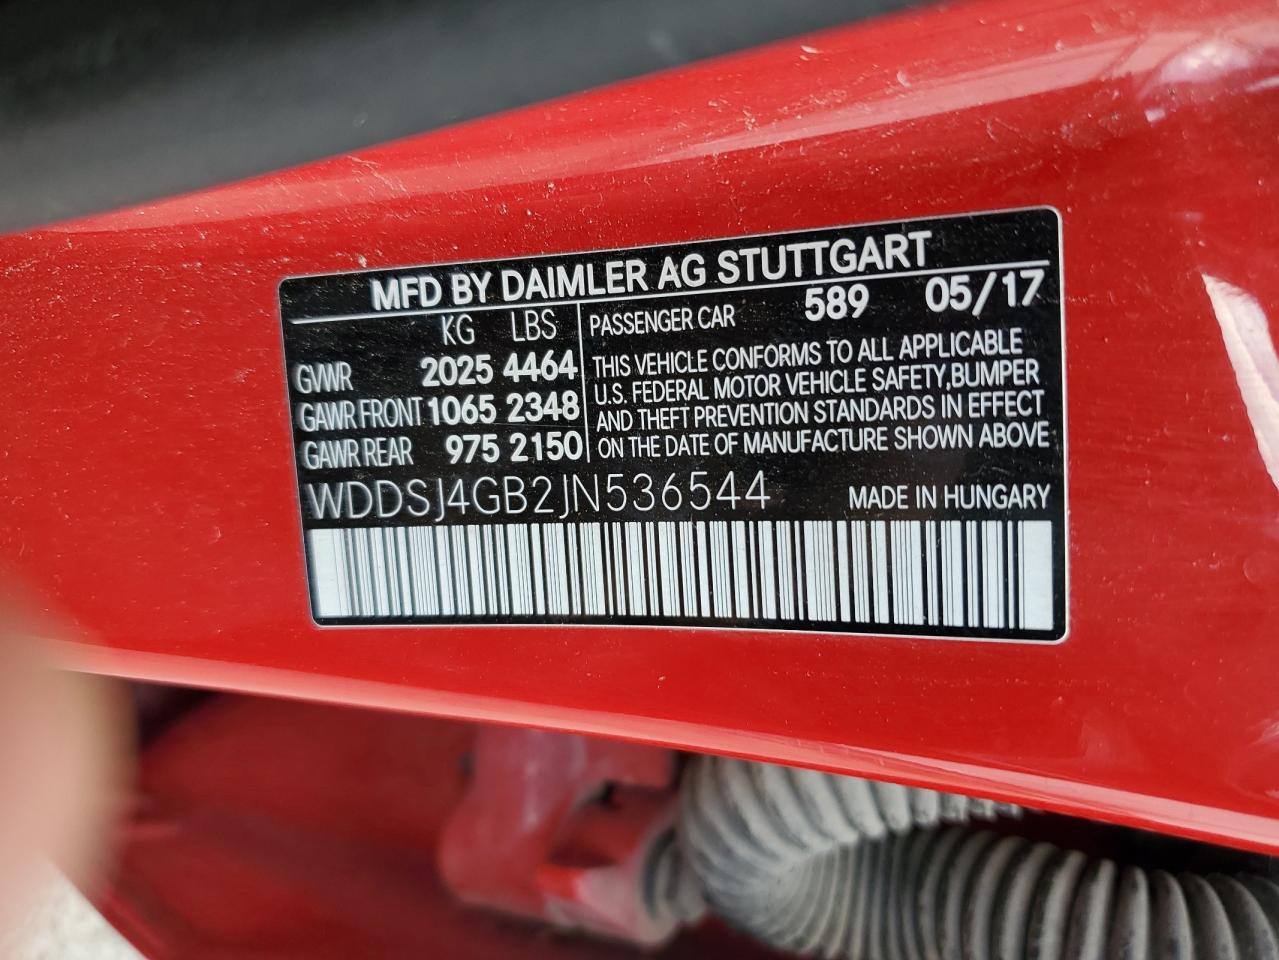 MFD BY DAIMLER AG STUTTGART
KG LBS PASSENGER CAR 589 05/17
GVWR 2025 4464
GAWR FRONT 1065 2348
GAWR REAR 975 2150
THIS VEHICLE CONFORMS TO ALL APPLICABLE
U.S. FEDERAL MOTOR VEHICLE SAFETY,BUMPER
AND THEFT PREVENTION STANDARDS IN EFFECT
ON THE DATE OF MANUFACTURE SHOWN ABOVE
WDDSJ4GB2JN536544 MADE IN HUNGARY